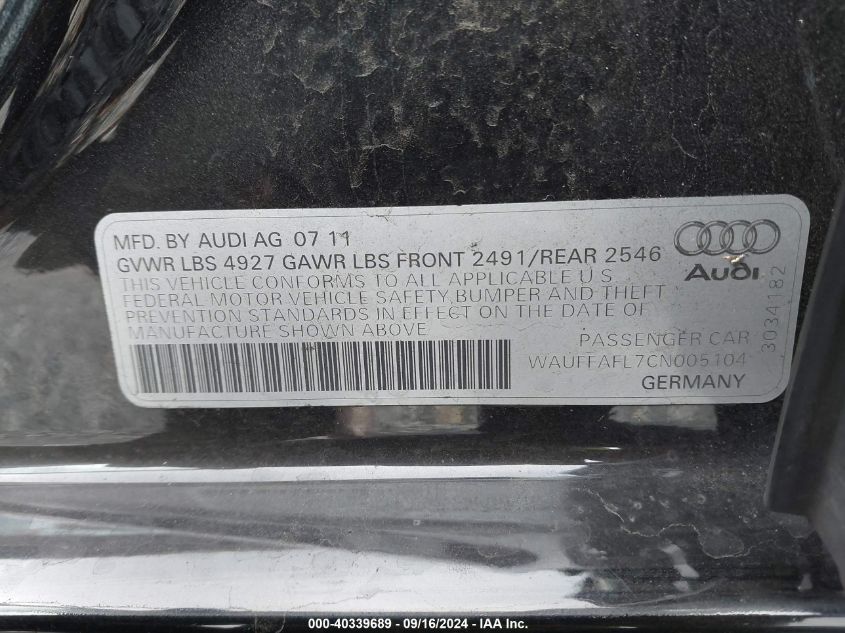 MFD. BY AUDI AG 07 11
GVWR LBS 4927 GAWR LBS FRONT 2491/REAR 2546
THIS VEHICLE CONFORMS TO ALL APPLICABLE U S
FEDERAL MOTOR VEHICLE SAFETY, BUMPER AND THEFT
PREVENTION STANDARDS IN EFFECT ON THE DATE OF
MANUFACTURE SHOWN ABOVE
PASSENGER CAR
WAUFFAFL7CN005104
GERMANY
Audi
3034182
000-40339689 - 09/16/2024 - IAA Inc.